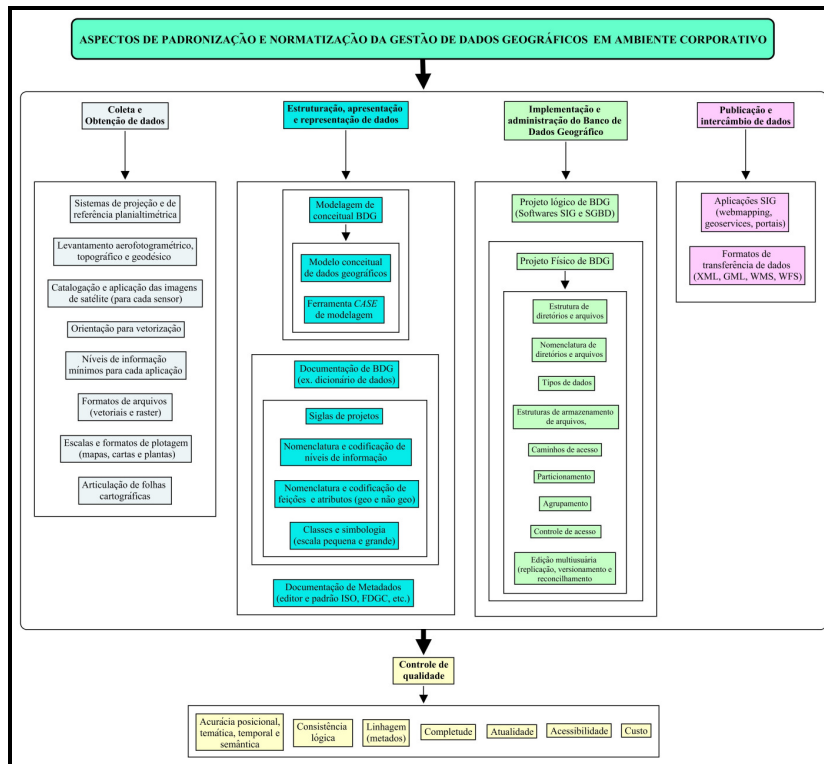 ASPECTOS DE PADRONIZAÇÃO E NORMATIZAÇÃO DA GESTÃO DE DADOS GEOGRÁFICOS EM AMBIENTE CORPORATIVO
Coleta e
Obtenção de dados
Sistemas de projeção e de
referência planialtimétrica
Levantamento aerofotogramétrico,
topográfico e geodésico
Catalogação e aplicação das imagens
de satélite (para cada sensor)
Orientação para vetorização
Níveis de informação
mínimos para cada aplicação
Formatos de arquivos
(vetoriais e raster)
Escalas e formatos de plotagem
(mapas, cartas e plantas)
Articulação de folhas
cartográficas
Estruturação, apresentação
e representação de dados
Modelagem de
conceitual BDG
Modelo conceitual
de dados geográficos
Ferramenta CASE
de modelagem
Documentação de BDG
(ex. dicionário de dados)
Siglas de projetos
Nomenclatura e codificação de
níveis de informação
Nomenclatura e codificação de
feições e atributos (geo e não geo)
Classes e simbologia
(escala pequena e grande)
Documentação de Metadados
(editor e padrão ISO, FDGC, etc.)
Implementação e
administração do Banco de
Dados Geográfico
Projeto lógico de BDG
(Softwares SIG e SGBD)
Projeto Físico de BDG
Estrutura de
diretórios e arquivos
Nomenclatura de
diretórios e arquivos
Tipos de dados
Estruturas de armazenamento
de arquivos,
Caminhos de acesso
Particionamento
Agrupamento
Controle de acesso
Edição multiusuária
(replicação, versionamento e
reconcilhamento
Publicação e
intercâmbio de dados
Aplicações SIG
(webmapping,
geoservices, portais)
Formatos de
transferência de dados
(XML, GML, WMS, WFS)
Controle de
qualidade
Acurácia posicional,
temática, temporal e
semântica
Consistência
lógica
Linhagem
(metados)
Completude
Atualidade
Acessibilidade
Custo